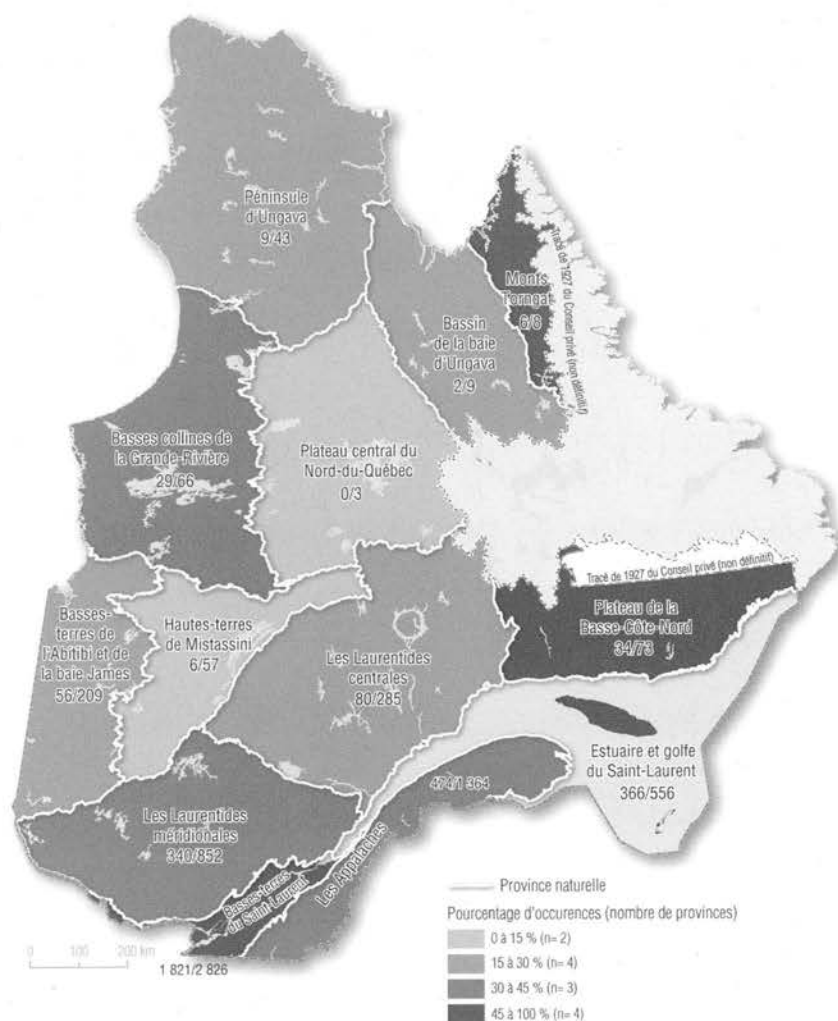 Péninsule
d'Ungava
9/43
Monts
Torngat
6/8
Tracé de 1927 du Conseil privé (non définitif)
Bassin
de la baie
d'Ungava
2/9
Basses collines de
la Grande-Rivière
29/66
Plateau central du
Nord-du-Québec
0/3
Tracé de 1927 du Conseil privé (non définitif)
Plateau de la
Basse-Côte-Nord
34/73
Basses-
terres de
l'Abitibi et de
la baie James
56/209
Hautes-terres
de Mistassini
6/57
Les Laurentides
centrales
80/285
Estuaire et golfe
du Saint-Laurent
366/556
474/1 364
Les Laurentides
méridionales
340/852
Les Appalaches
Basses-terres
du Saint-Laurent
1 821/2 826
0 100 200 km
Province naturelle
Pourcentage d'occurences (nombre de provinces)
0 à 15 % (n= 2)
15 à 30 % (n= 4)
30 à 45 % (n= 3)
45 à 100 % (n= 4)